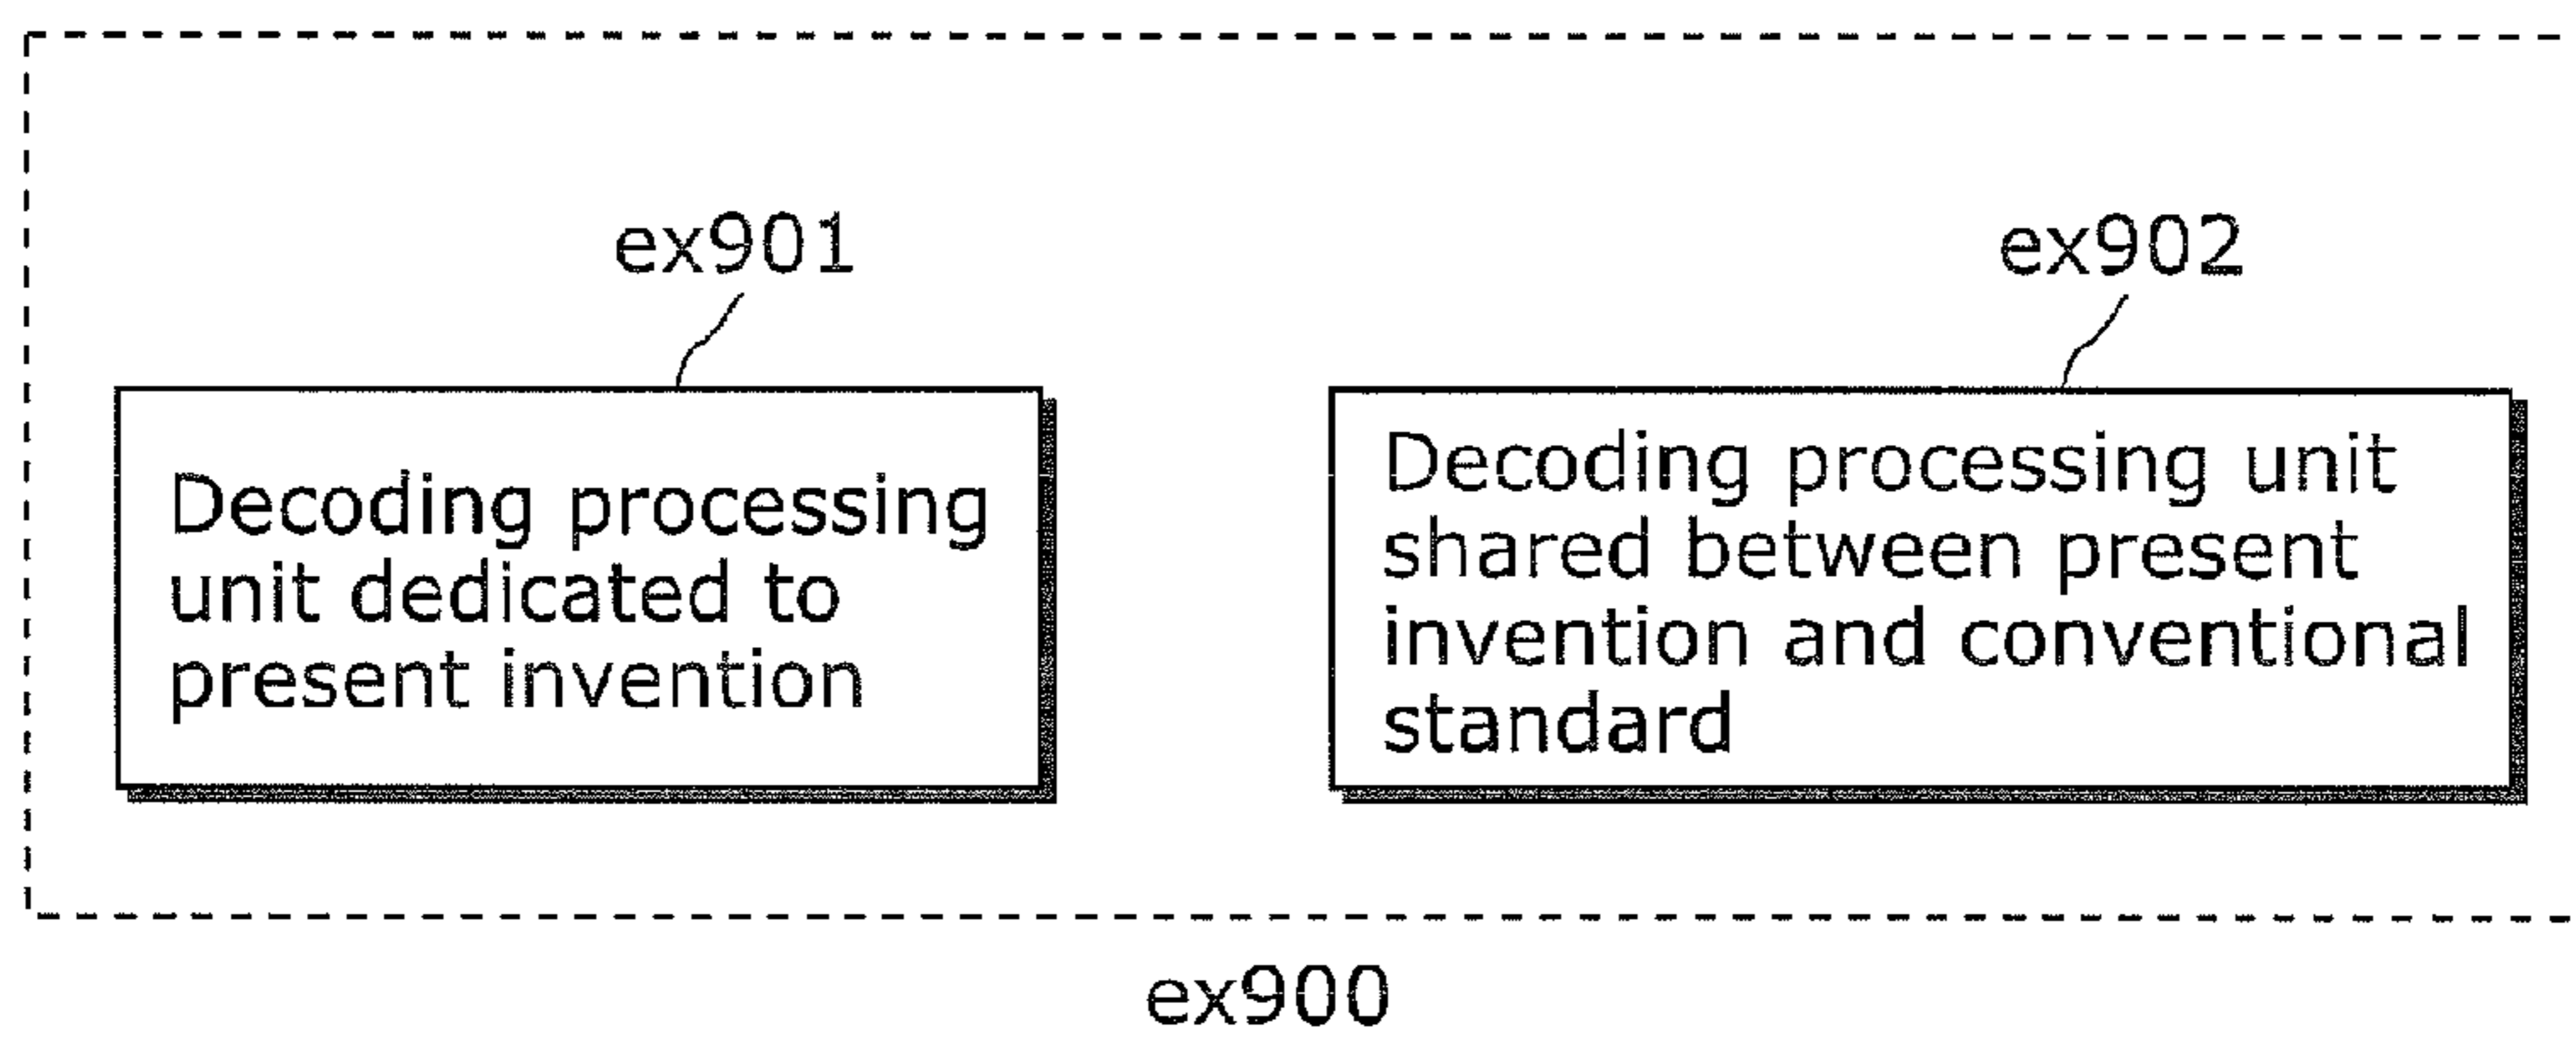 ex901
ex902
Decoding processing
unit dedicated to
present invention
Decoding processing unit
shared between present
invention and conventional
standard
ex900